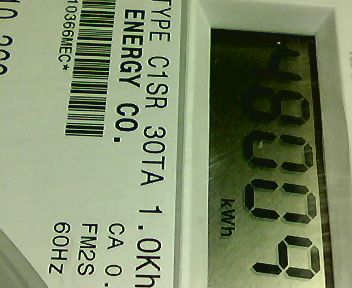 48009
kWh
TYPE C1SR 30TA 1.0Kh
ENERGY CO.
CA 0.
FM2S
60Hz
10366MEC*